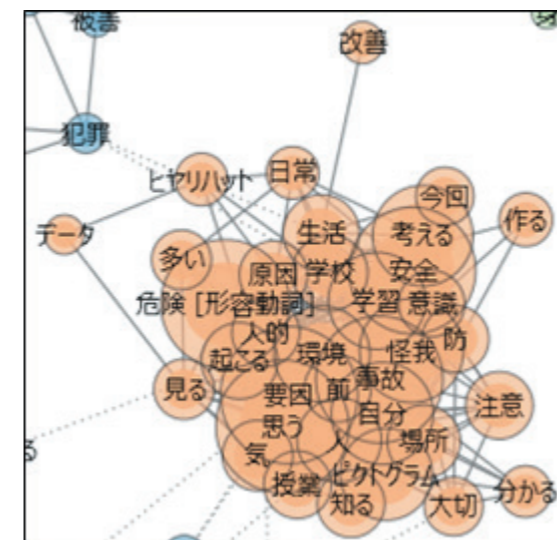 改善
犯罪
ヒヤリハット
日常
今回
データ
生活
考える
作る
多い
原因
学校
安全
危険 [形容動詞]
学習
意識
人的
防
起こる
環境
怪我
見る
要因
前
事故
注意
思う
自分
人
場所
気
授業
ピクトグラム
知る
大切
分かる